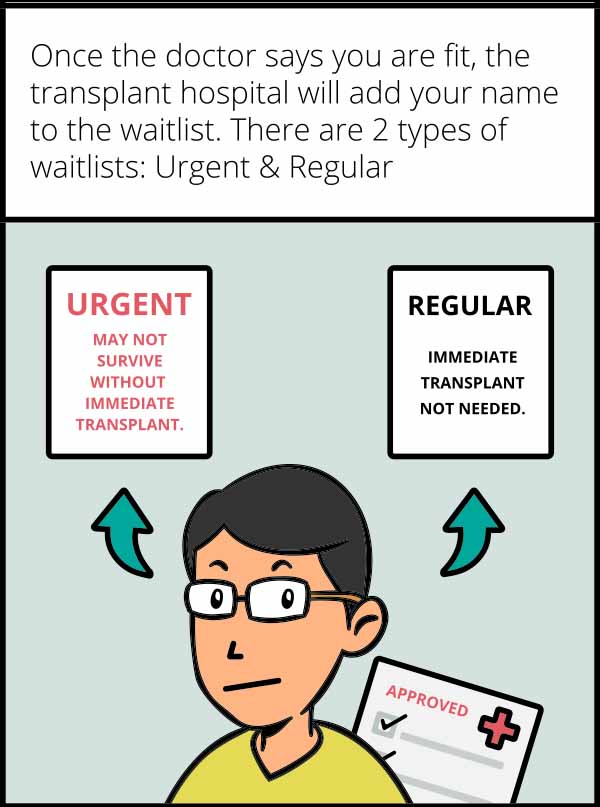 Once the doctor says you are fit, the
transplant hospital will add your name
to the waitlist. There are 2 types of
waitlists: Urgent & Regular
URGENT
MAY NOT
SURVIVE
WITHOUT
IMMEDIATE
TRANSPLANT.
REGULAR
IMMEDIATE
TRANSPLANT
NOT NEEDED.
APPROVED